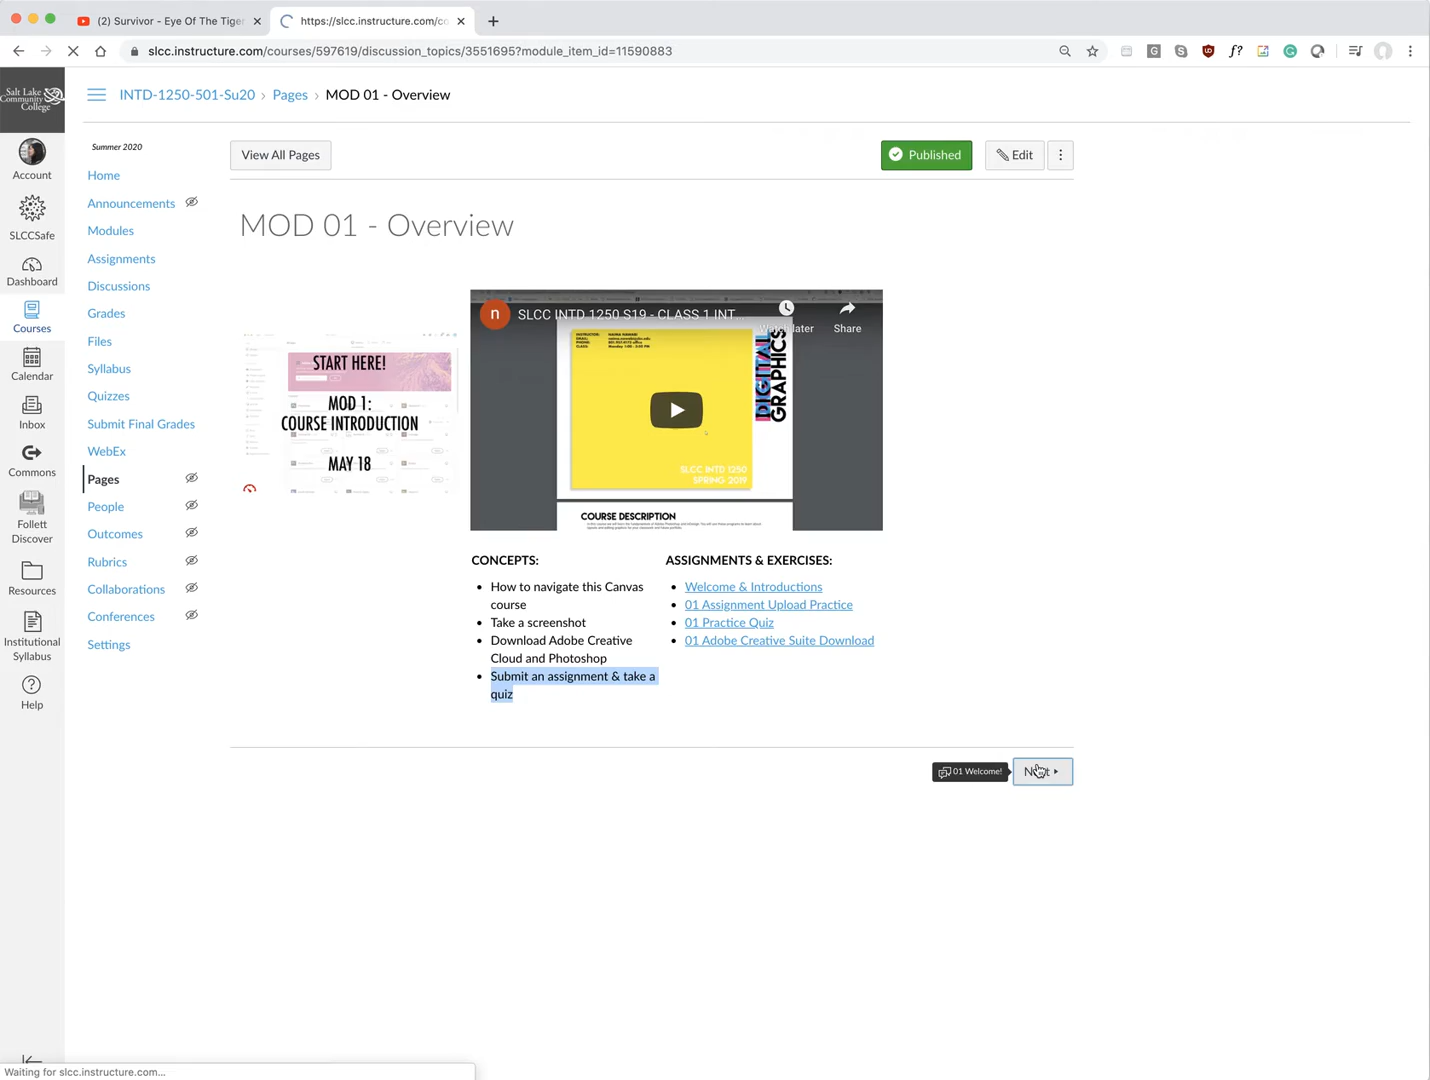 (2) Survivor - Eye Of The Tiger
https://slcc.instructure.com/co
slcc.instructure.com/courses/597619/discussion_topics/3551695?module_item_id=11590883
Salt Lake
Community
College
INTD-1250-501-Su20 › Pages › MOD 01 - Overview
Account
SLCCSafe
Dashboard
Courses
Calendar
Inbox
Commons
Follett
Discover
Resources
Institutional
Syllabus
Help
Summer 2020
Home
Announcements
Modules
Assignments
Discussions
Grades
Files
Syllabus
Quizzes
Submit Final Grades
WebEx
Pages
People
Outcomes
Rubrics
Collaborations
Conferences
Settings
View All Pages
Published
Edit
MOD 01 - Overview
START HERE!
MOD 1:
COURSE INTRODUCTION
MAY 18
n
SLCC INTD 1250 S19 - CLASS 1 INT...
Watch later
Share
DIGITAL
GRAPHICS
SLCC INTD 1250
SPRING 2019
COURSE DESCRIPTION
CONCEPTS:
• How to navigate this Canvas
course
• Take a screenshot
• Download Adobe Creative
Cloud and Photoshop
• Submit an assignment & take a
quiz
ASSIGNMENTS & EXERCISES:
• Welcome & Introductions
• 01 Assignment Upload Practice
• 01 Practice Quiz
• 01 Adobe Creative Suite Download
01 Welcome!
Next
Waiting for slcc.instructure.com...